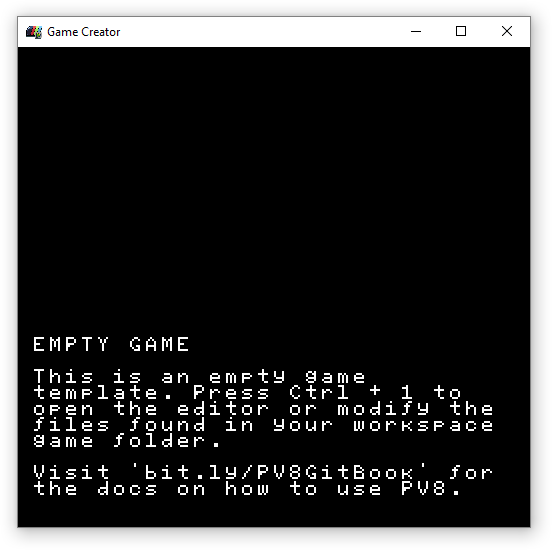 Game Creator
EMPTY GAME
This is an empty game
template. Press Ctrl + 1 to
open the editor or modify the
files found in your workspace
game folder.
Visit 'bit.ly/PV8GitBook' for
the docs on how to use PV8.